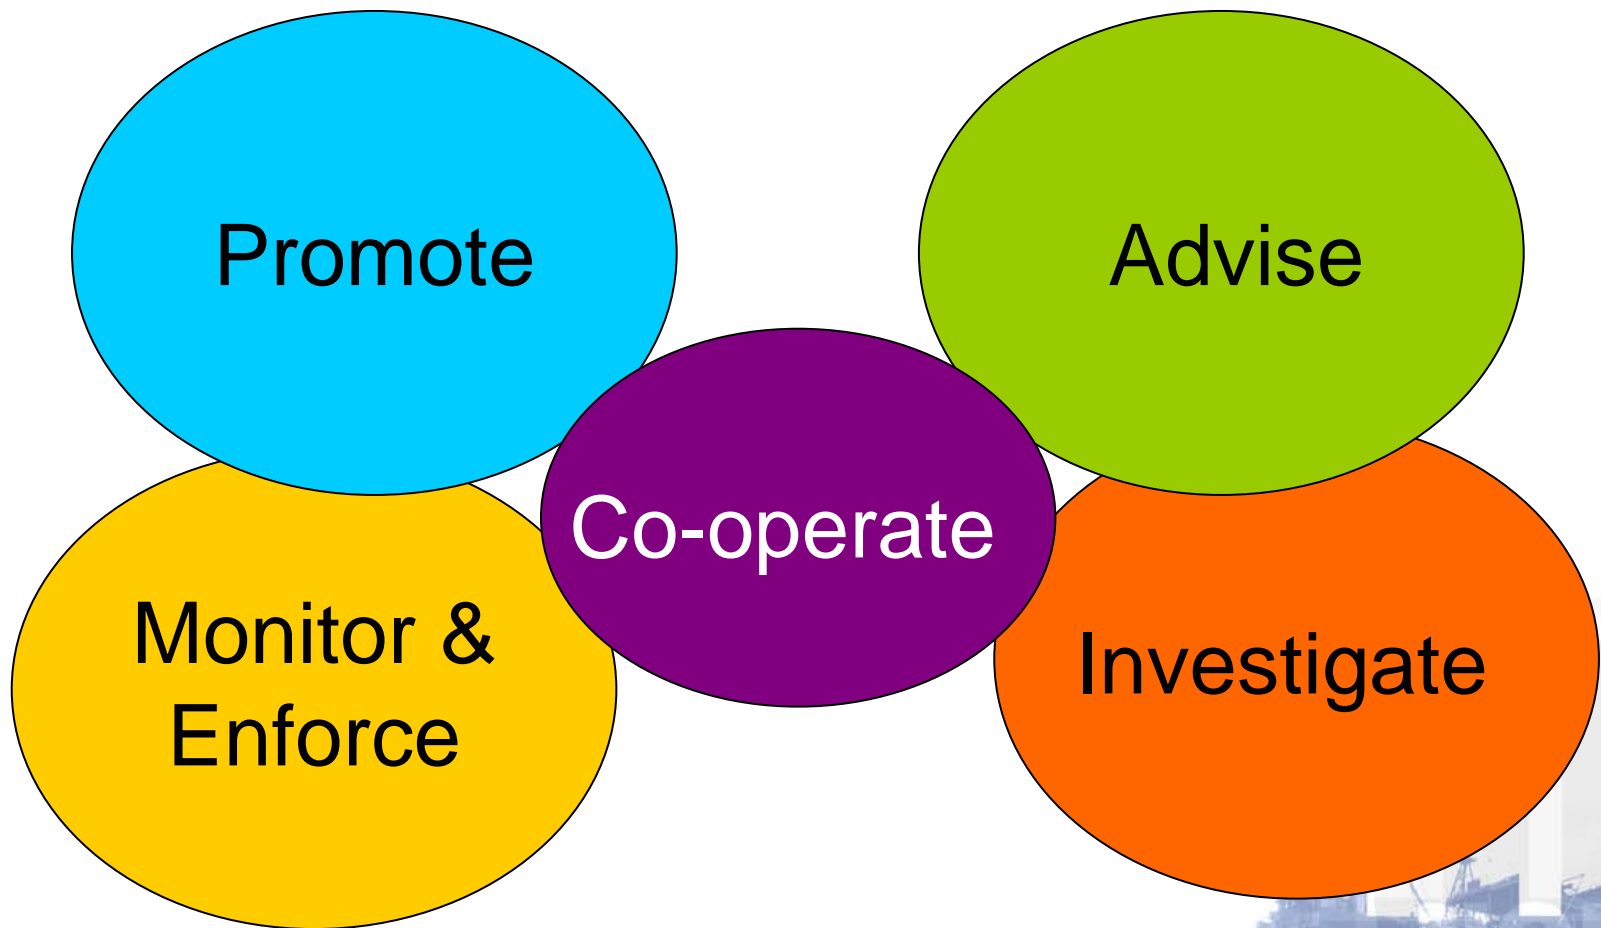 Promote
Advise
Co-operate
Monitor &
Enforce
Investigate